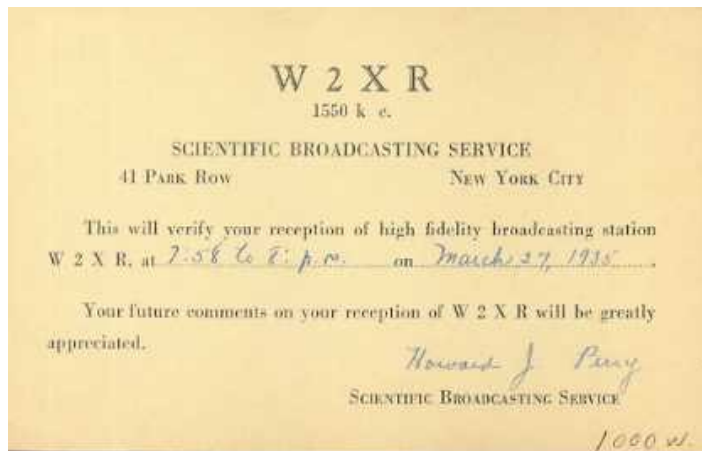 W 2 X R
1550 k c.
SCIENTIFIC BROADCASTING SERVICE
41 PARK ROW NEW YORK CITY
This will verify your reception of high fidelity broadcasting station
W 2 X R, at 7:58 to 8: p.m. on March 27, 1935.
Your future comments on your reception of W 2 X R will be greatly
appreciated.
Howard J Perry
SCIENTIFIC BROADCASTING SERVICE
1000 W.